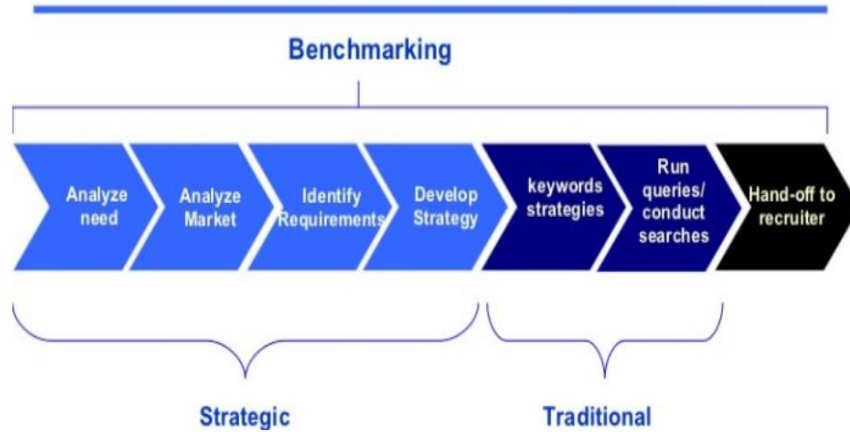 Benchmarking
Analyze
need
Analyze
Market
Identify
Requirements
Develop
Strategy
keywords
strategies
Run
queries/
conduct
searches
Hand-off to
recruiter
Strategic
Traditional